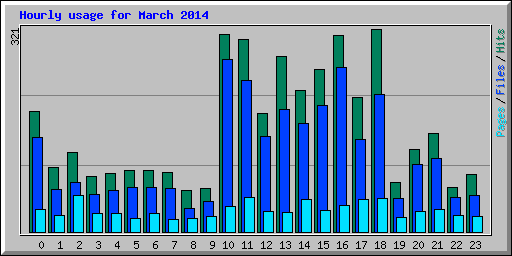 Hourly usage for March 2014
321
Pages / Files / Hits
0 1 2 3 4 5 6 7 8 9 10 11 12 13 14 15 16 17 18 19 20 21 22 23